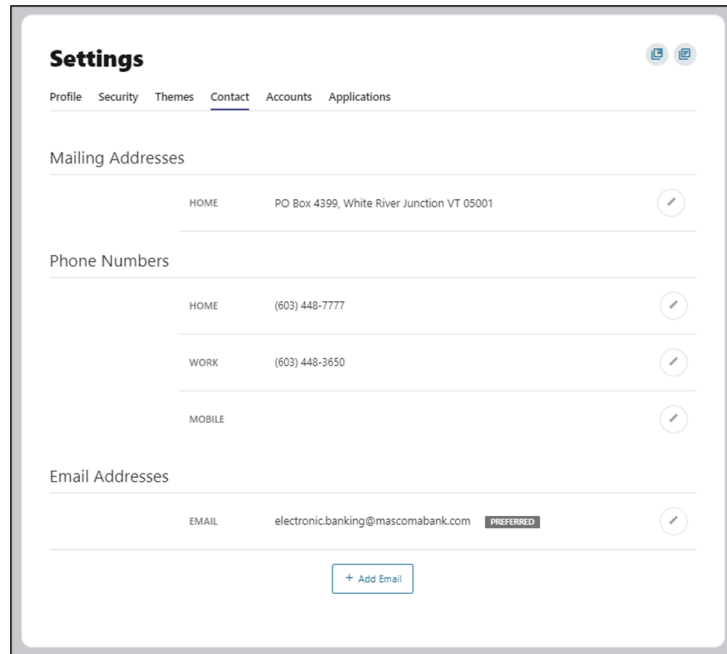 Settings
Profile Security Themes Contact Accounts Applications
Mailing Addresses
HOME PO Box 4399, White River Junction VT 05001
Phone Numbers
HOME (603) 448-7777
WORK (603) 448-3650
MOBILE
Email Addresses
EMAIL electronic.banking@mascomabank.com PREFERRED
+ Add Email